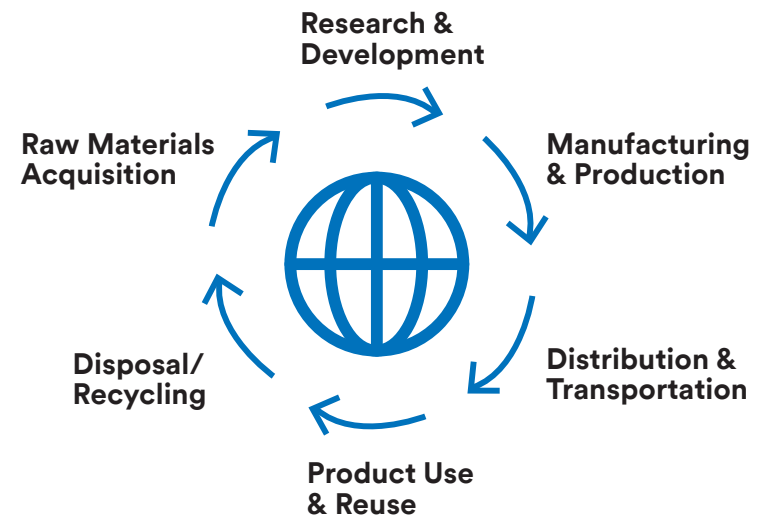 Research &
Development
Manufacturing
& Production
Distribution &
Transportation
Product Use
& Reuse
Disposal/
Recycling
Raw Materials
Acquisition